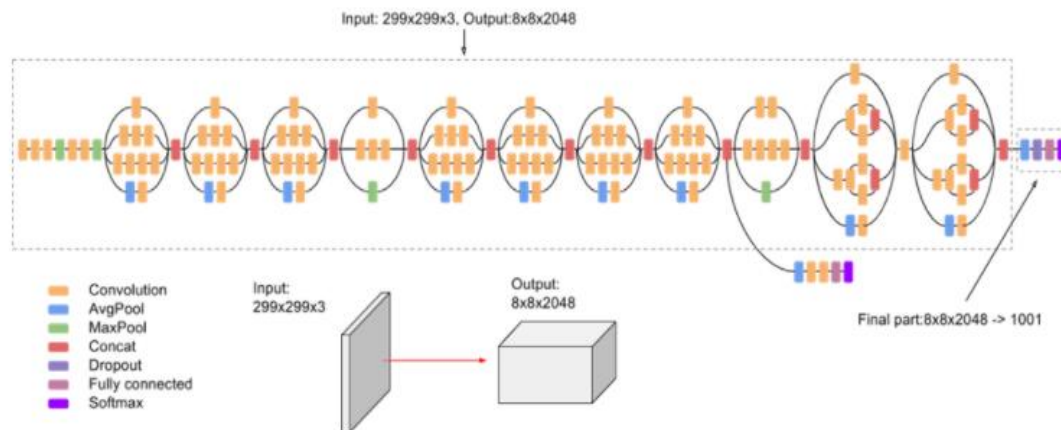 Input: 299x299x3, Output:8x8x2048
Convolution
AvgPool
MaxPool
Concat
Dropout
Fully connected
Softmax
Input:
299x299x3
Output:
8x8x2048
Final part:8x8x2048 -> 1001